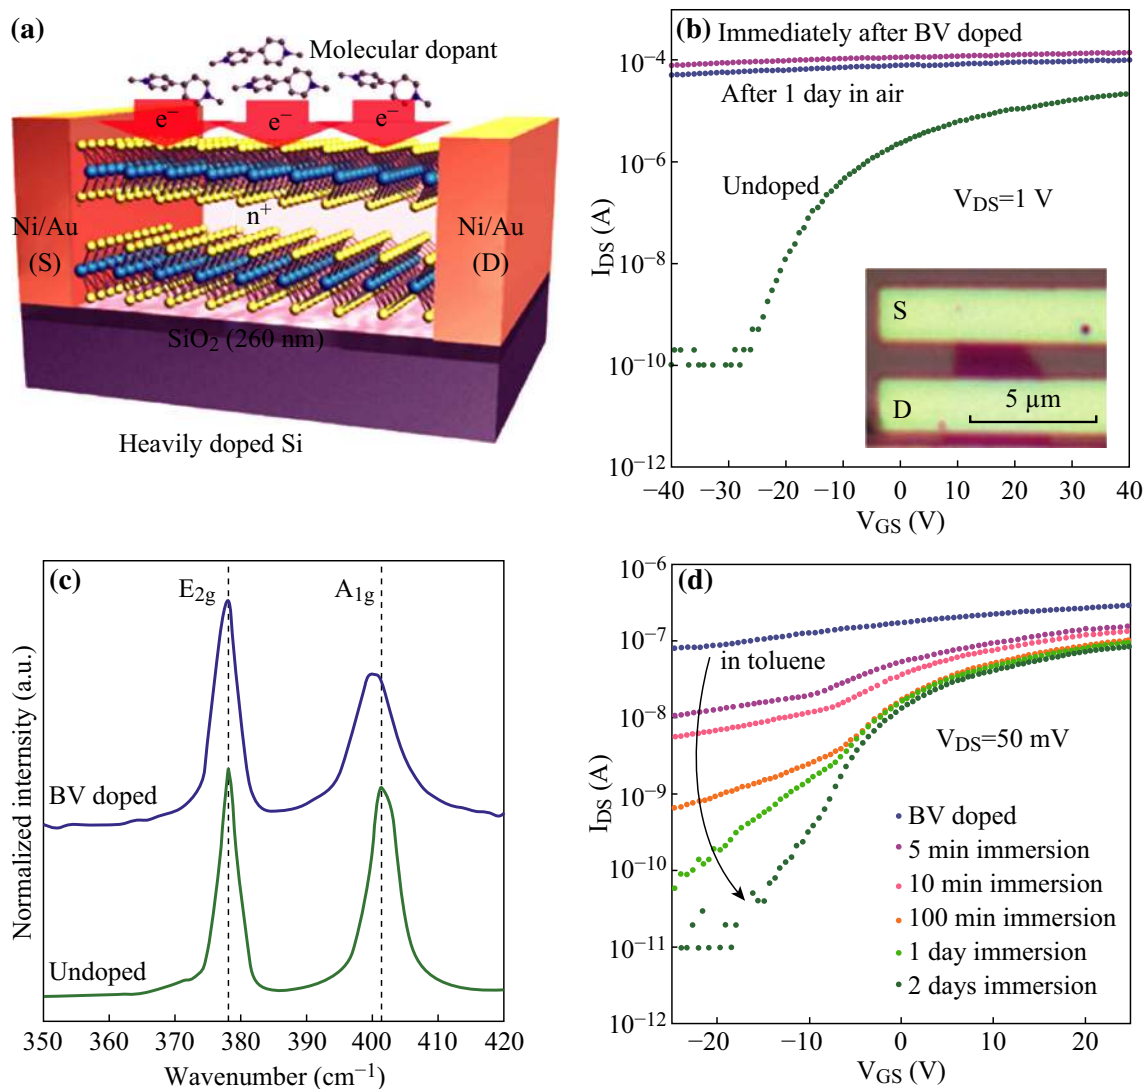 (a)
Molecular dopant
e⁻ e⁻ e⁻
Ni/Au
(S)
n⁺
Ni/Au
(D)
SiO₂ (260 nm)
Heavily doped Si
(b)
Immediately after BV doped
After 1 day in air
Undoped
V_DS=1 V
S
D
5 µm
I_DS (A)
10⁻⁴
10⁻⁶
10⁻⁸
10⁻¹⁰
10⁻¹²
−40 −30 −20 −10 0 10 20 30 40
V_GS (V)
(c)
E₂g
A₁g
BV doped
Undoped
Normalized intensity (a.u.)
350 360 370 380 390 400 410 420
Wavenumber (cm⁻¹)
(d)
in toluene
V_DS=50 mV
BV doped
5 min immersion
10 min immersion
100 min immersion
1 day immersion
2 days immersion
I_DS (A)
10⁻⁶
10⁻⁷
10⁻⁸
10⁻⁹
10⁻¹⁰
10⁻¹¹
10⁻¹²
−20 −10 0 10 20
V_GS (V)